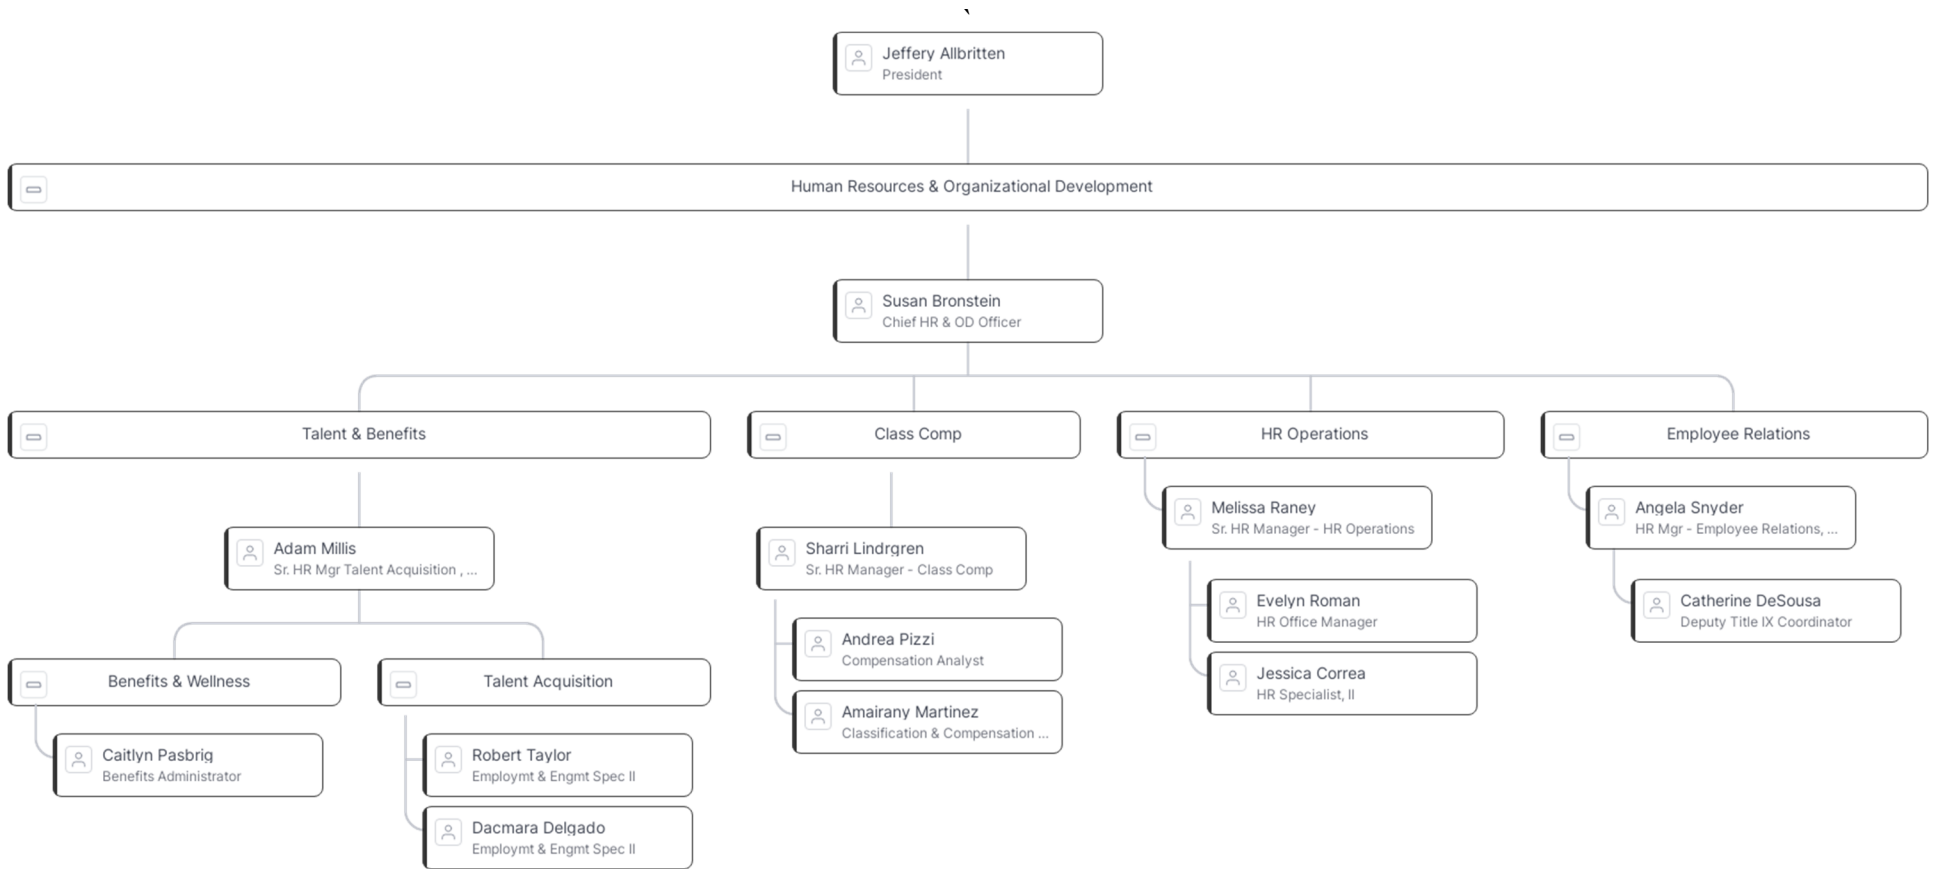 Jeffery Allbritten
President
Human Resources & Organizational Development
Susan Bronstein
Chief HR & OD Officer
Talent & Benefits
Adam Millis
Sr. HR Mgr Talent Acquisition , ...
Benefits & Wellness
Caitlyn Pasbrig
Benefits Administrator
Talent Acquisition
Robert Taylor
Employmt & Engmt Spec II
Dacmara Delgado
Employmt & Engmt Spec II
Class Comp
Sharri Lindrgren
Sr. HR Manager - Class Comp
Andrea Pizzi
Compensation Analyst
Amairany Martinez
Classification & Compensation ...
HR Operations
Melissa Raney
Sr. HR Manager - HR Operations
Evelyn Roman
HR Office Manager
Jessica Correa
HR Specialist, II
Employee Relations
Angela Snyder
HR Mgr - Employee Relations, ...
Catherine DeSousa
Deputy Title IX Coordinator